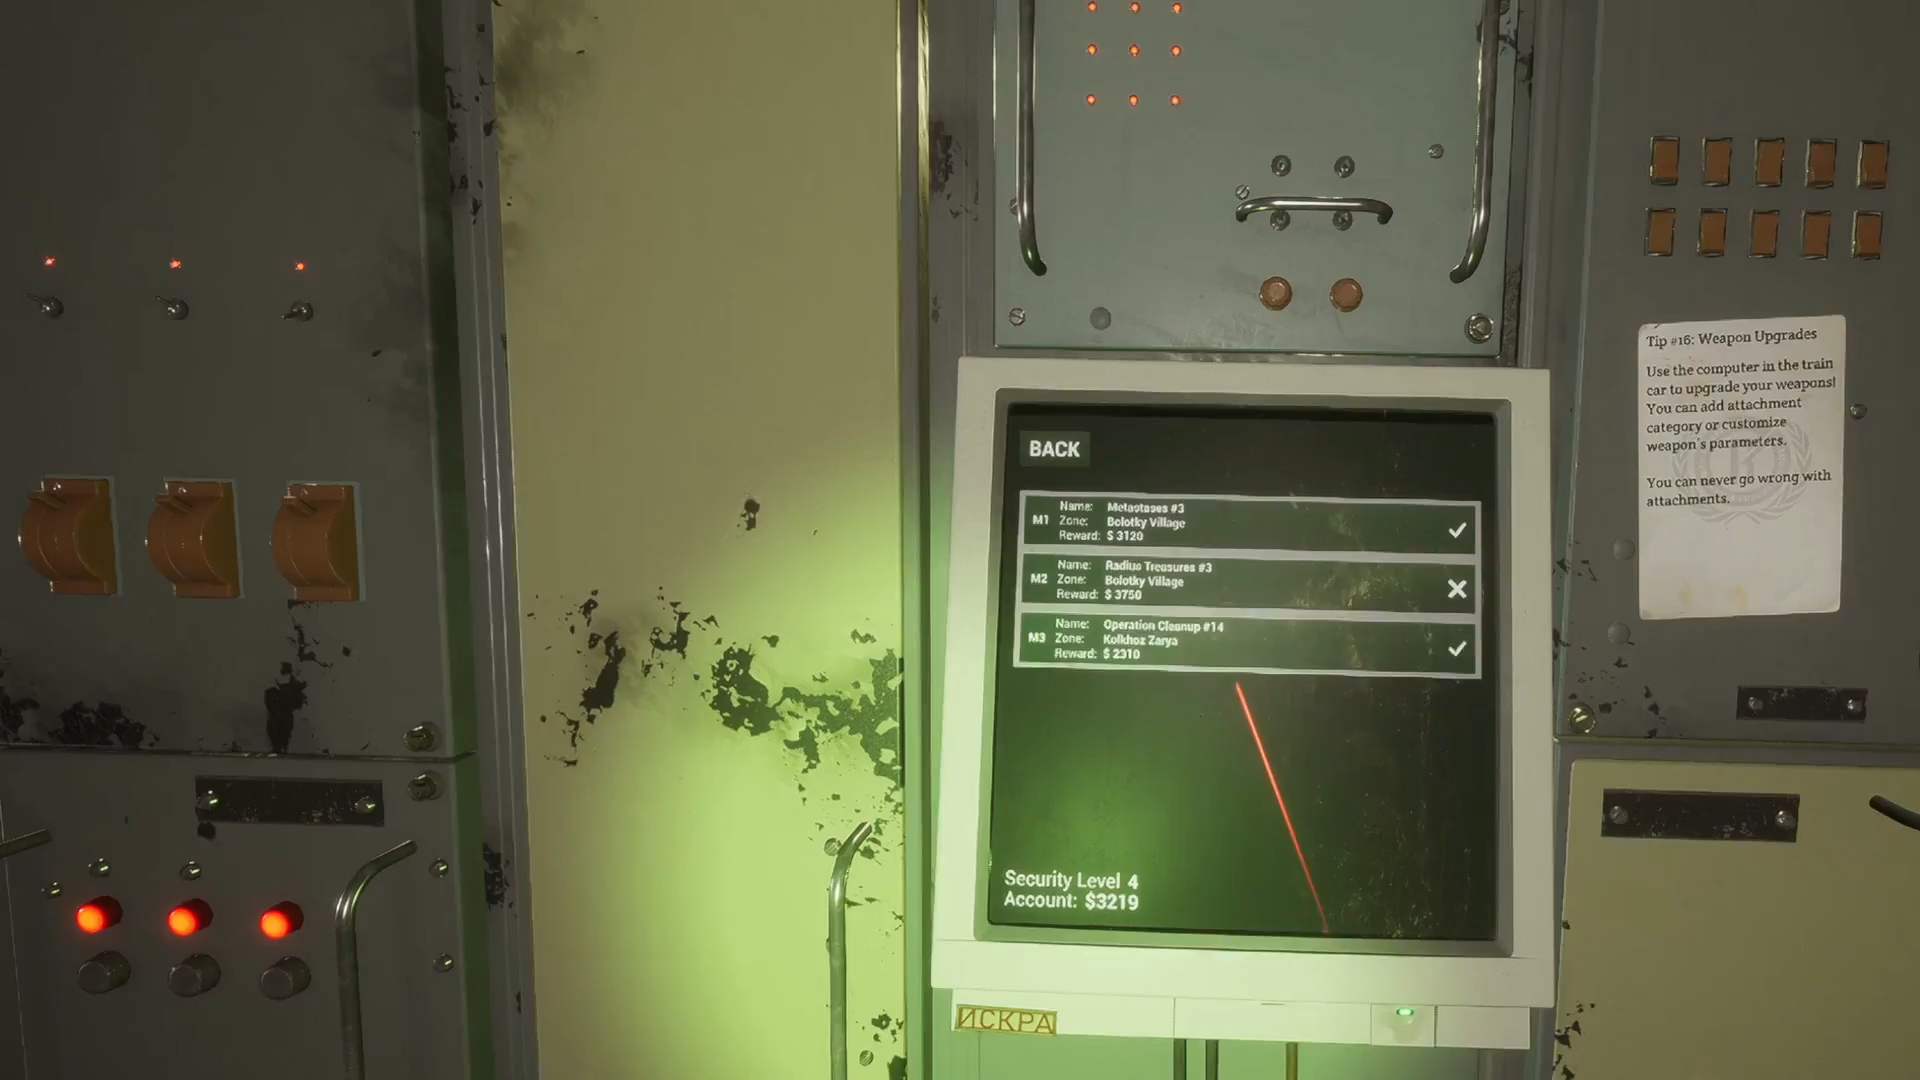 BACK
M1
Name: Metastases #3
Zone: Bolotky Village
Reward: $ 3120
M2
Name: Radius Treasures #3
Zone: Bolotky Village
Reward: $ 3750
M3
Name: Operation Cleanup #14
Zone: Kolkhoz Zarya
Reward: $ 2310
Security Level 4
Account: $3219
ИСКРА
Tip #16: Weapon Upgrades
Use the computer in the train
car to upgrade your weapons!
You can add attachment
category or customize
weapon's parameters.
You can never go wrong with
attachments.